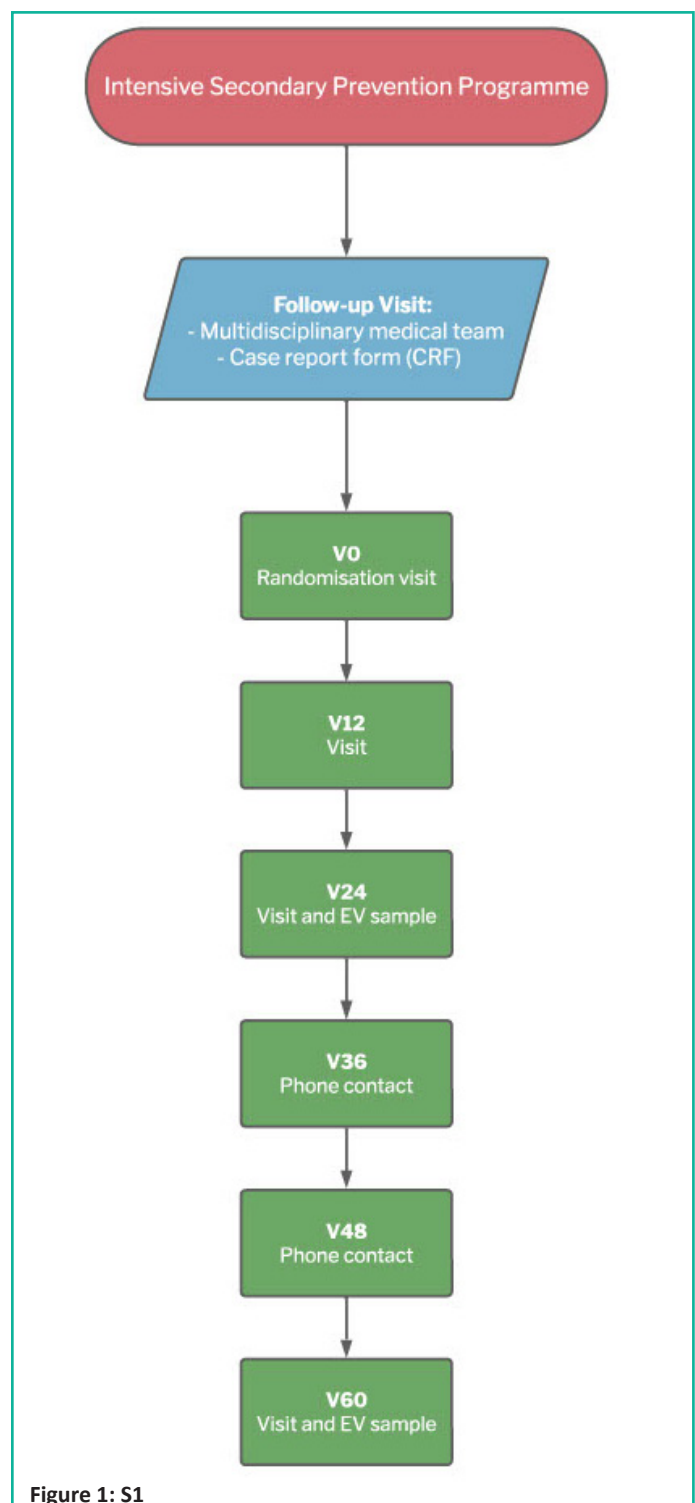 Intensive Secondary Prevention Programme
Follow-up Visit:
- Multidisciplinary medical team
- Case report form (CRF)
V0
Randomisation visit
V12
Visit
V24
Visit and EV sample
V36
Phone contact
V48
Phone contact
V60
Visit and EV sample
Figure 1: S1